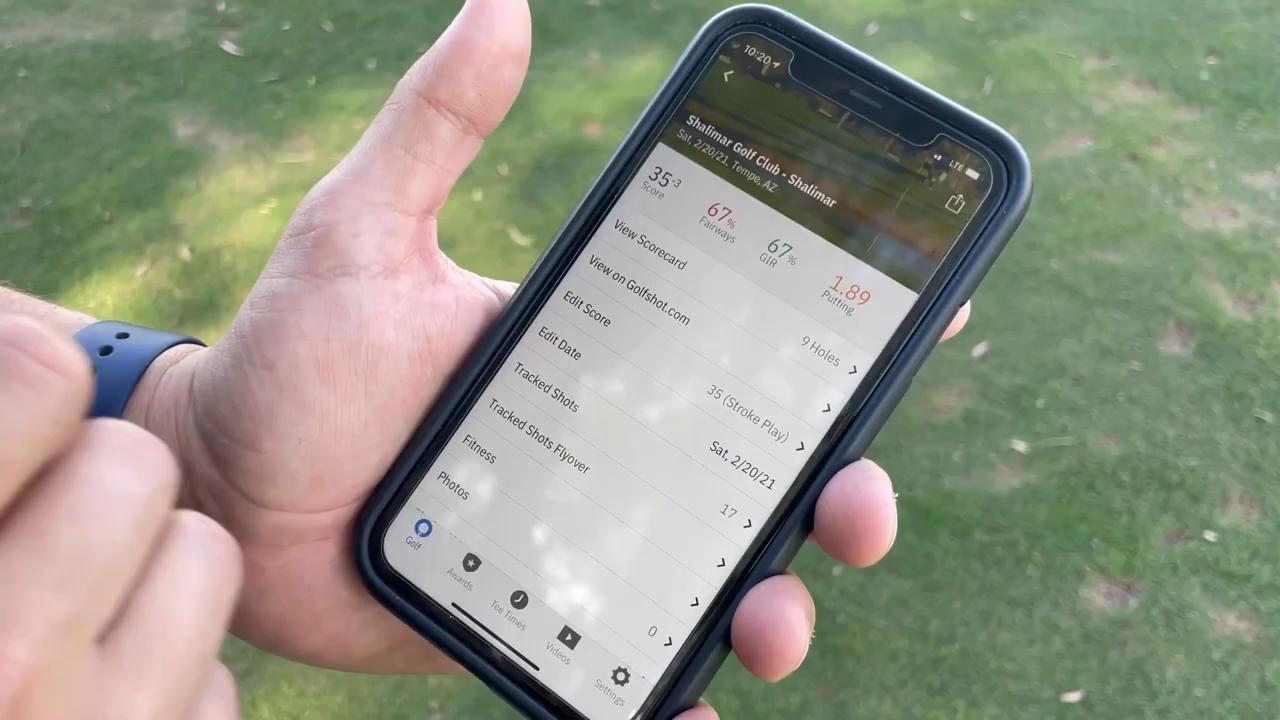 10:20
LTE
Shalimar Golf Club • Shalimar
Sat, 2/20/21, Tempe, AZ
35 -3
Score
67%
Fairways
67%
GIR
1.89
Putting
View Scorecard 9 Holes
View on Golfshot.com
Edit Score 35 (Stroke Play)
Edit Date Sat, 2/20/21
Tracked Shots 17
Tracked Shots Flyover
Fitness
Photos 0
Golf
Awards
Tee Times
Videos
Settings